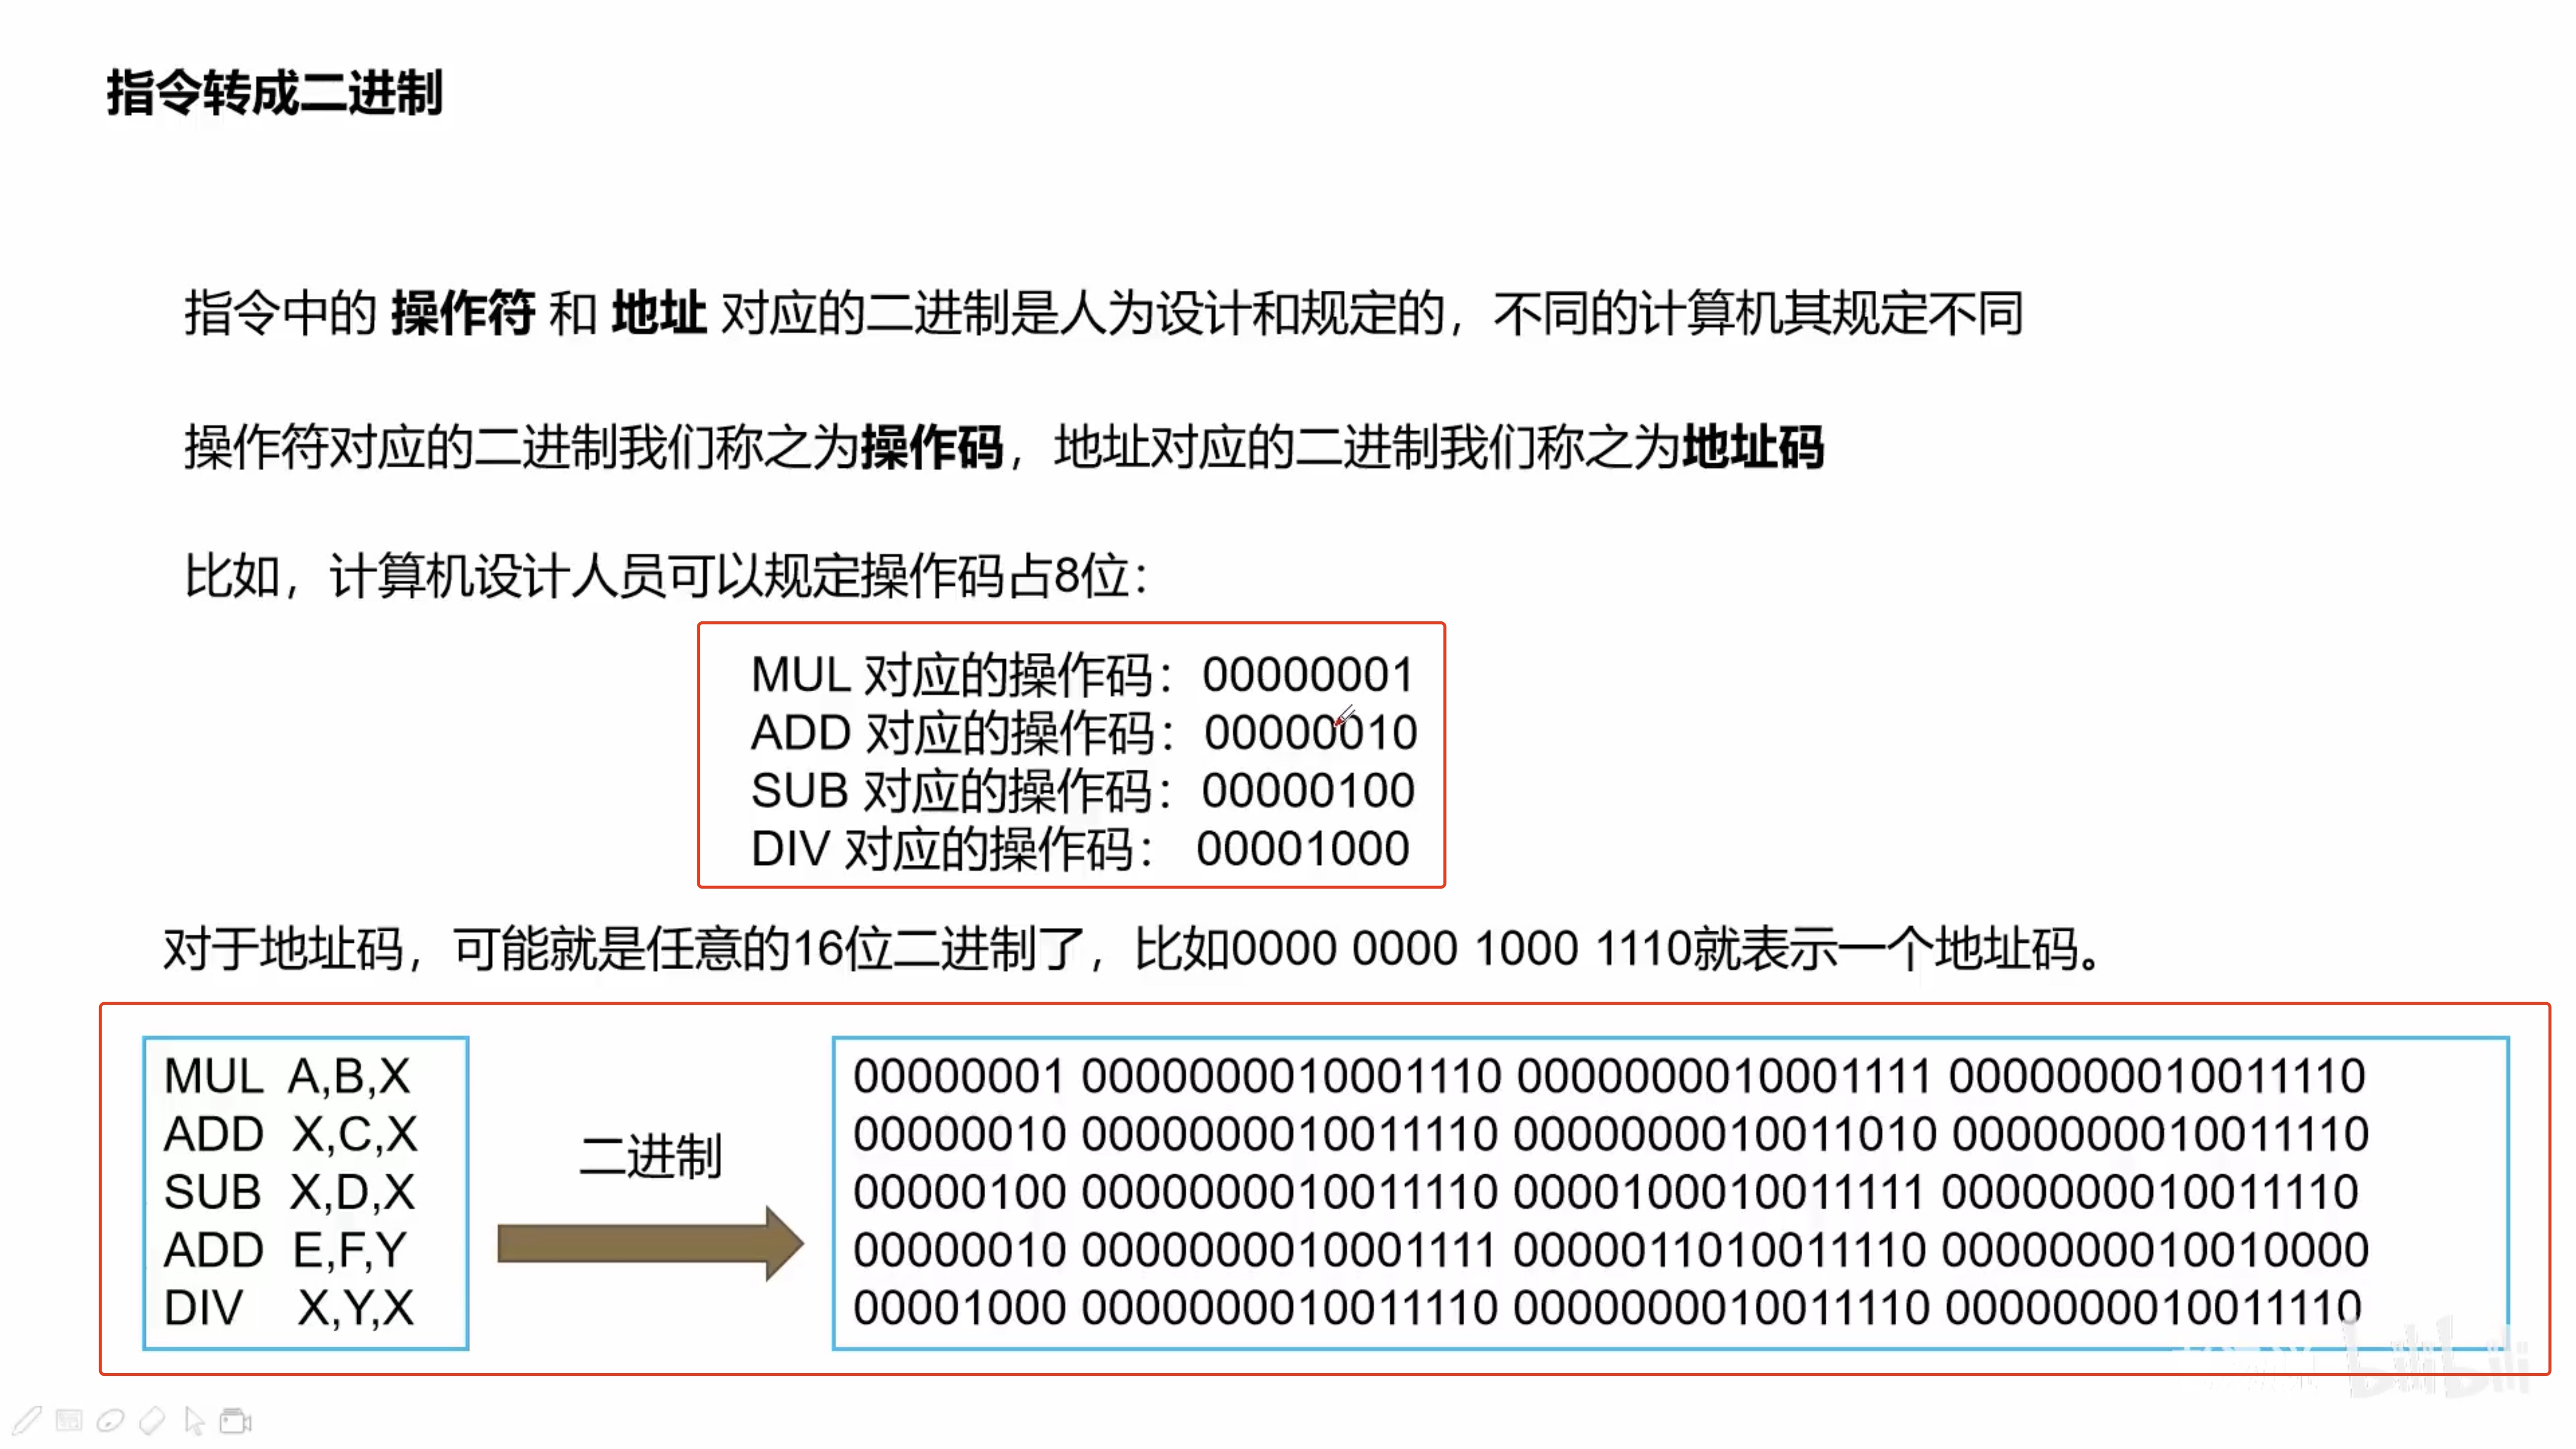 指令转成二进制
指令中的 操作符 和 地址 对应的二进制是人为设计和规定的，不同的计算机其规定不同
操作符对应的二进制我们称之为操作码，地址对应的二进制我们称之为地址码
比如，计算机设计人员可以规定操作码占8位：
MUL 对应的操作码：00000001
ADD 对应的操作码：00000010
SUB 对应的操作码：00000100
DIV 对应的操作码： 00001000
对于地址码，可能就是任意的16位二进制了，比如0000 0000 1000 1110就表示一个地址码。
MUL A,B,X
ADD X,C,X
SUB X,D,X
ADD E,F,Y
DIV X,Y,X
二进制
00000001 0000000010001110 0000000010001111 0000000010011110
00000010 0000000010011110 0000000010011010 0000000010011110
00000100 0000000010011110 0000100010011111 0000000010011110
00000010 0000000010001111 0000011010011110 0000000010010000
00001000 0000000010011110 0000000010011110 0000000010011110
bilibili